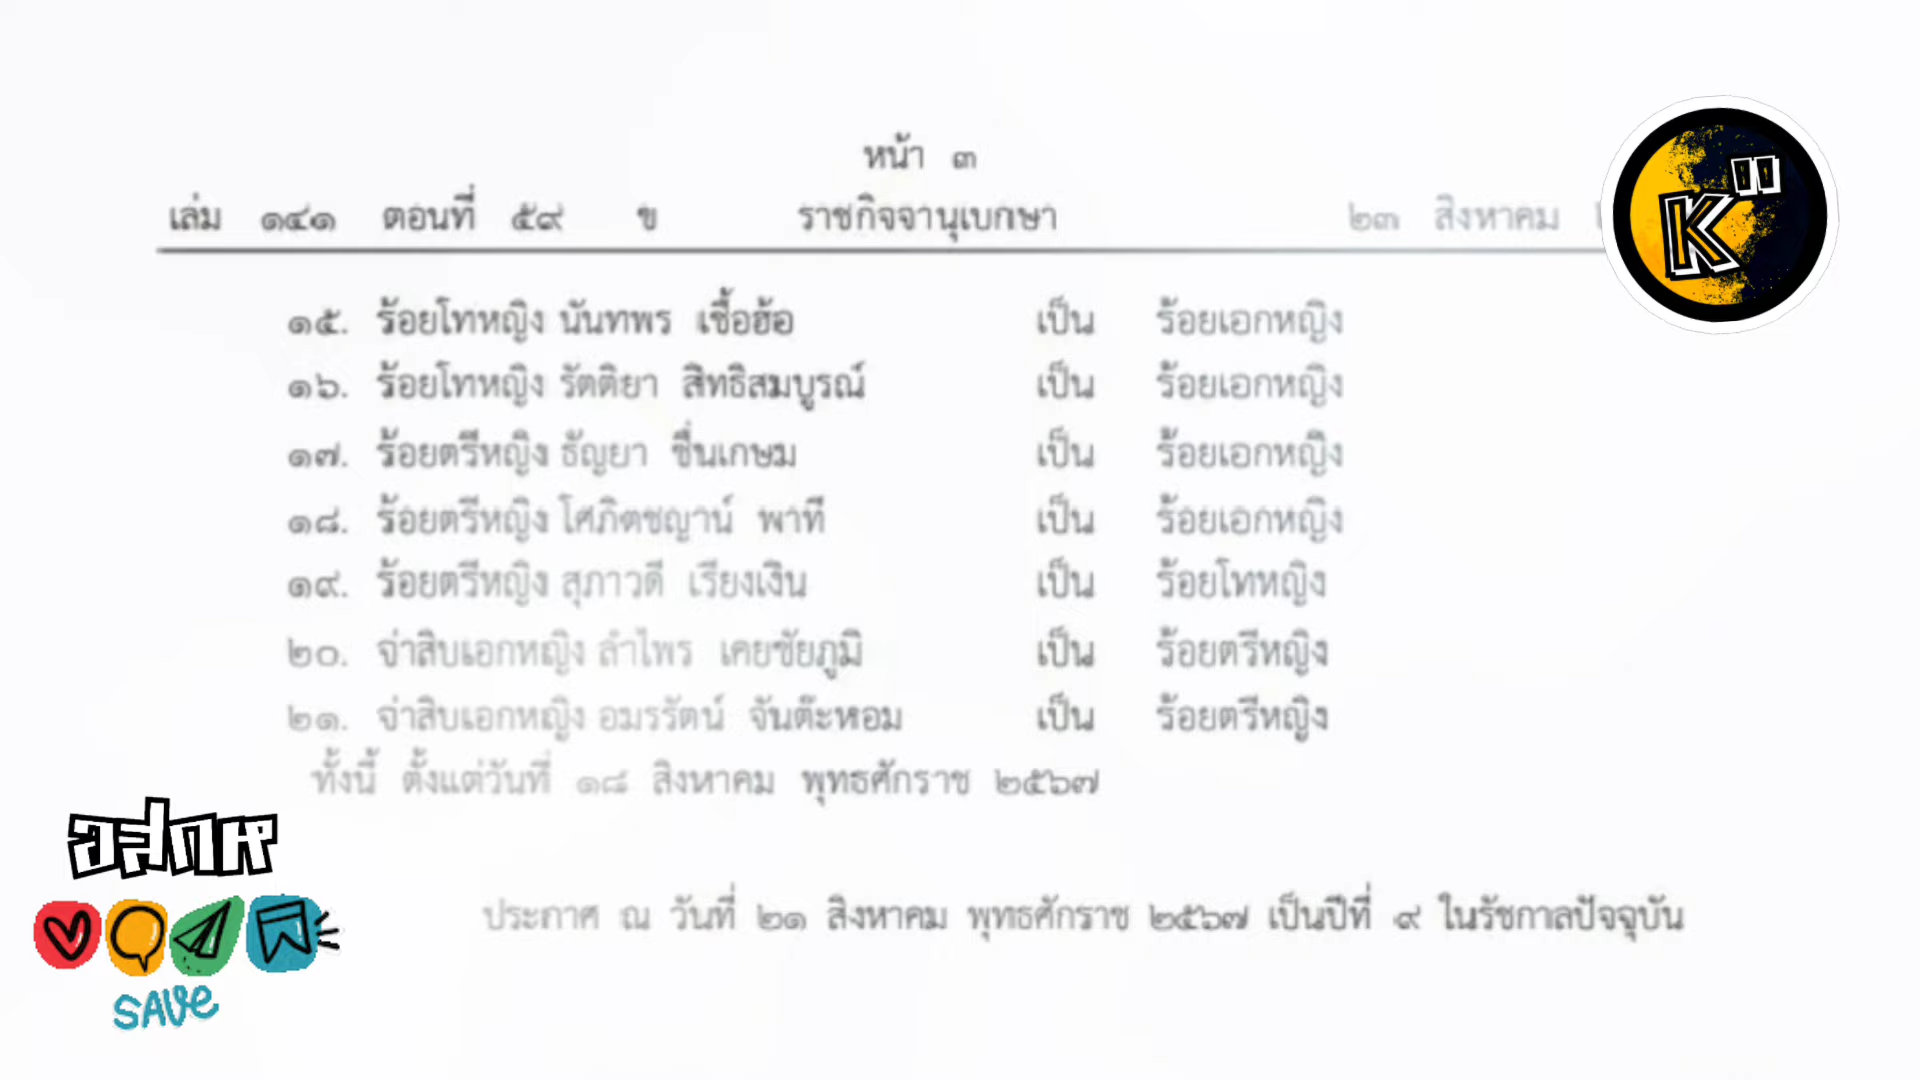 หน้า ๓
เล่ม ๑๔๑ ตอนที่ ๕๙ ข ราชกิจจานุเบกษา ๒๓ สิงหาคม
K"
๑๕. ร้อยโทหญิง นันทพร เชื้อฮ้อ เป็น ร้อยเอกหญิง
๑๖. ร้อยโทหญิง รัตติยา สิทธิสมบูรณ์ เป็น ร้อยเอกหญิง
๑๗. ร้อยตรีหญิง ธัญยา ชื่นเกษม เป็น ร้อยเอกหญิง
๑๘. ร้อยตรีหญิง โศภิตชญาน์ พาที เป็น ร้อยเอกหญิง
๑๙. ร้อยตรีหญิง สุภาวดี เรียงเงิน เป็น ร้อยโทหญิง
๒๐. จ่าสิบเอกหญิง ลำไพร เคยชัยภูมิ เป็น ร้อยตรีหญิง
๒๑. จ่าสิบเอกหญิง อมรรัตน์ จันต๊ะหอม เป็น ร้อยตรีหญิง
ทั้งนี้ ตั้งแต่วันที่ ๑๘ สิงหาคม พุทธศักราช ๒๕๖๗
ประกาศ ณ วันที่ ๒๑ สิงหาคม พุทธศักราช ๒๕๖๗ เป็นปีที่ ๙ ในรัชกาลปัจจุบัน
อสกห
SAVE